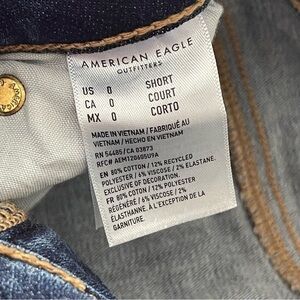 AMERICAN EAGLE
OUTFITTERS
US 0 SHORT
CA 0 COURT
MX 0 CORTO
MADE IN VIETNAM / FABRIQUÉ AU
VIETNAM / HECHO EN VIETNAM
RN 54485/CA 03873
RFC# AEM120405U9A
EN 80% COTTON / 12% RECYCLED
POLYESTER / 6% VISCOSE / 2% ELASTANE.
EXCLUSIVE OF DECORATION.
FR 80% COTON / 12% POLYESTER
RÉGÉNÉRÉ / 6% VISCOSE / 2%
ÉLASTHANNE. À L'EXCEPTION DE LA
GARNITURE.